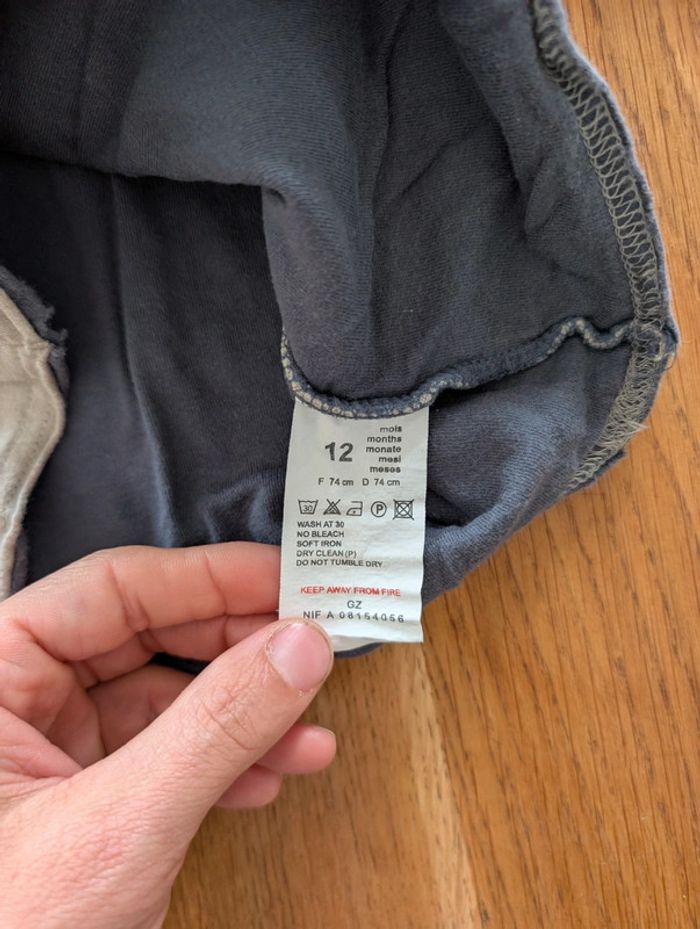 12
mois
months
monate
mesi
meses
F 74 cm D 74 cm
30
P
WASH AT 30
NO BLEACH
SOFT IRON
DRY CLEAN (P)
DO NOT TUMBLE DRY
KEEP AWAY FROM FIRE
GZ
NIF A 08154056